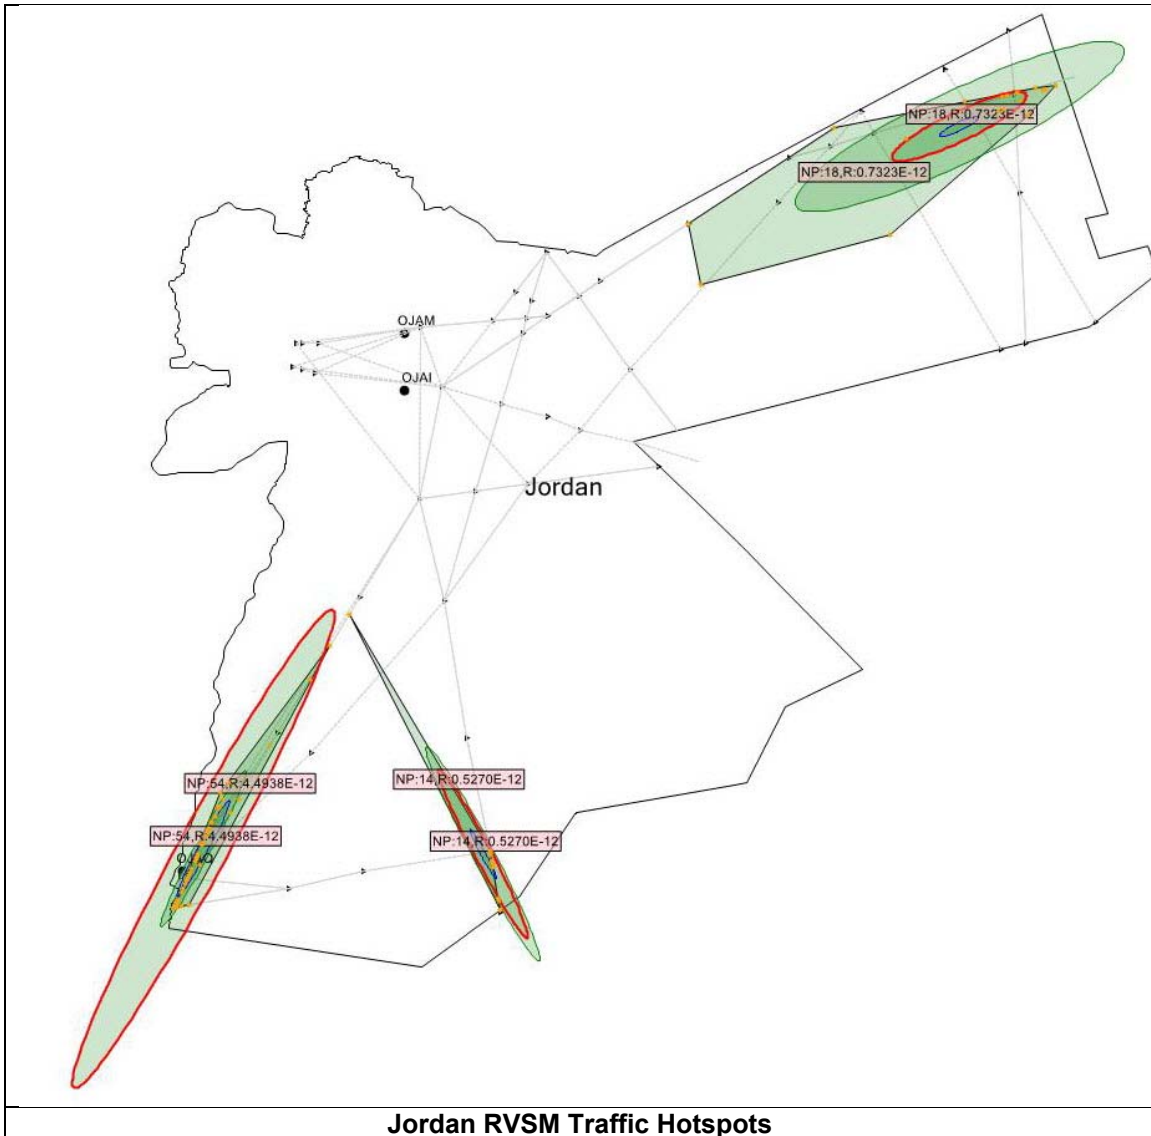 NP:18,R:0.7323E-12
NP:18,R:0.7323E-12
OJAM
OJAI
Jordan
NP:54,R:4.4938E-12
NP:14,R:0.5270E-12
NP:54,R:4.4938E-12
NP:14,R:0.5270E-12
OJAQ
Jordan RVSM Traffic Hotspots